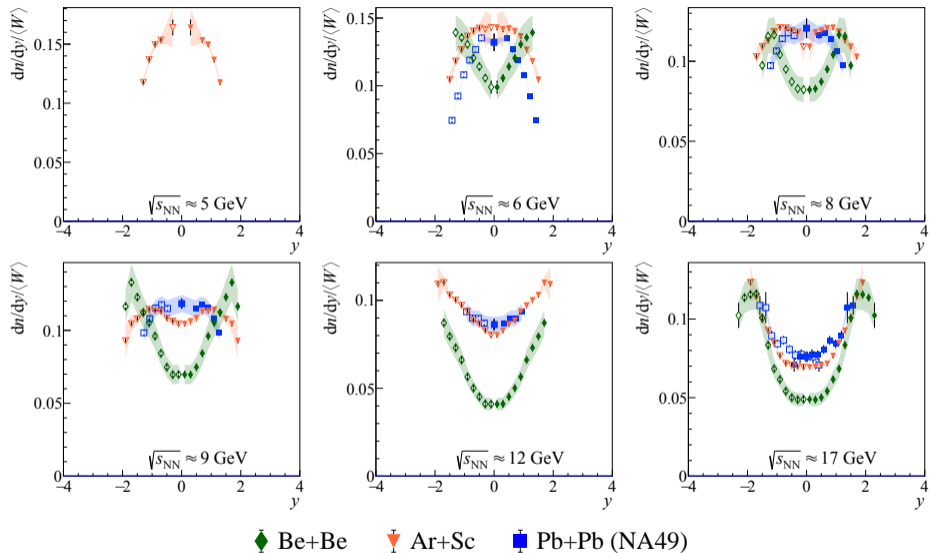 dn/dy/⟨W⟩ dn/dy/⟨W⟩ dn/dy/⟨W⟩
0.15 0.15 0.15
0.1 0.1 0.1
0.05 0.05 0.05
√sNN ≈ 5 GeV √sNN ≈ 6 GeV √sNN ≈ 8 GeV
0 0 0
−4 −2 0 2 4 −4 −2 0 2 4 −4 −2 0 2 4
y y y
dn/dy/⟨W⟩ dn/dy/⟨W⟩ dn/dy/⟨W⟩
0.1 0.1 0.1
0.05 0.05 0.05
√sNN ≈ 9 GeV √sNN ≈ 12 GeV √sNN ≈ 17 GeV
0 0 0
−4 −2 0 2 4 −4 −2 0 2 4 −4 −2 0 2 4
y y y
Be+Be Ar+Sc Pb+Pb (NA49)